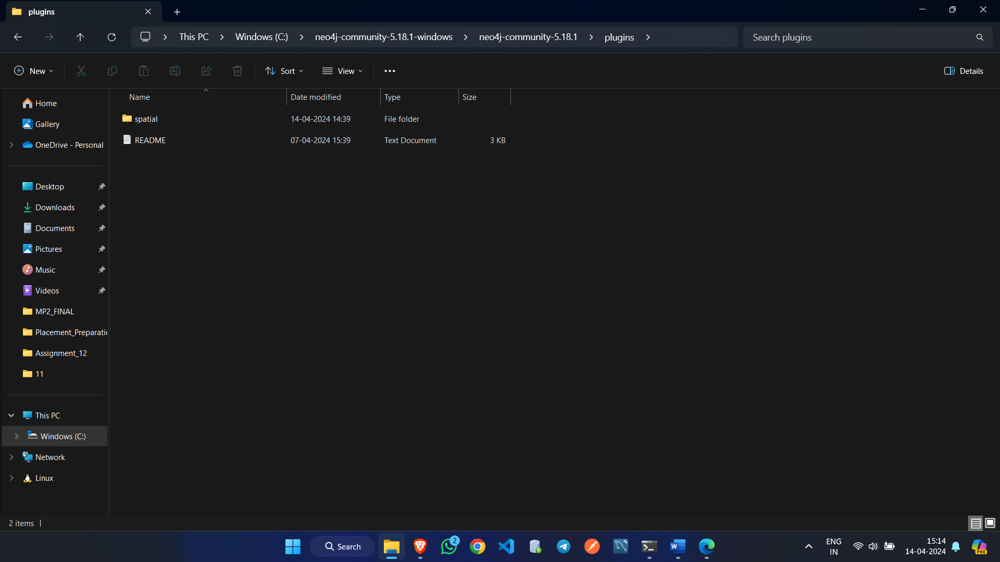 plugins
This PC
Windows (C:)
neo4j-community-5.18.1-windows
neo4j-community-5.18.1
plugins
Search plugins
New
Sort
View
Details
Name
Date modified
Type
Size
spatial
14-04-2024 14:39
File folder
README
07-04-2024 15:39
Text Document
3 KB
Home
Gallery
OneDrive - Personal
Desktop
Downloads
Documents
Pictures
Music
Videos
MP2_FINAL
Placement_Preparatic
Assignment_12
11
This PC
Windows (C:)
Network
Linux
2 items
Search
2
ENG
IN
15:14
14-04-2024
PRE